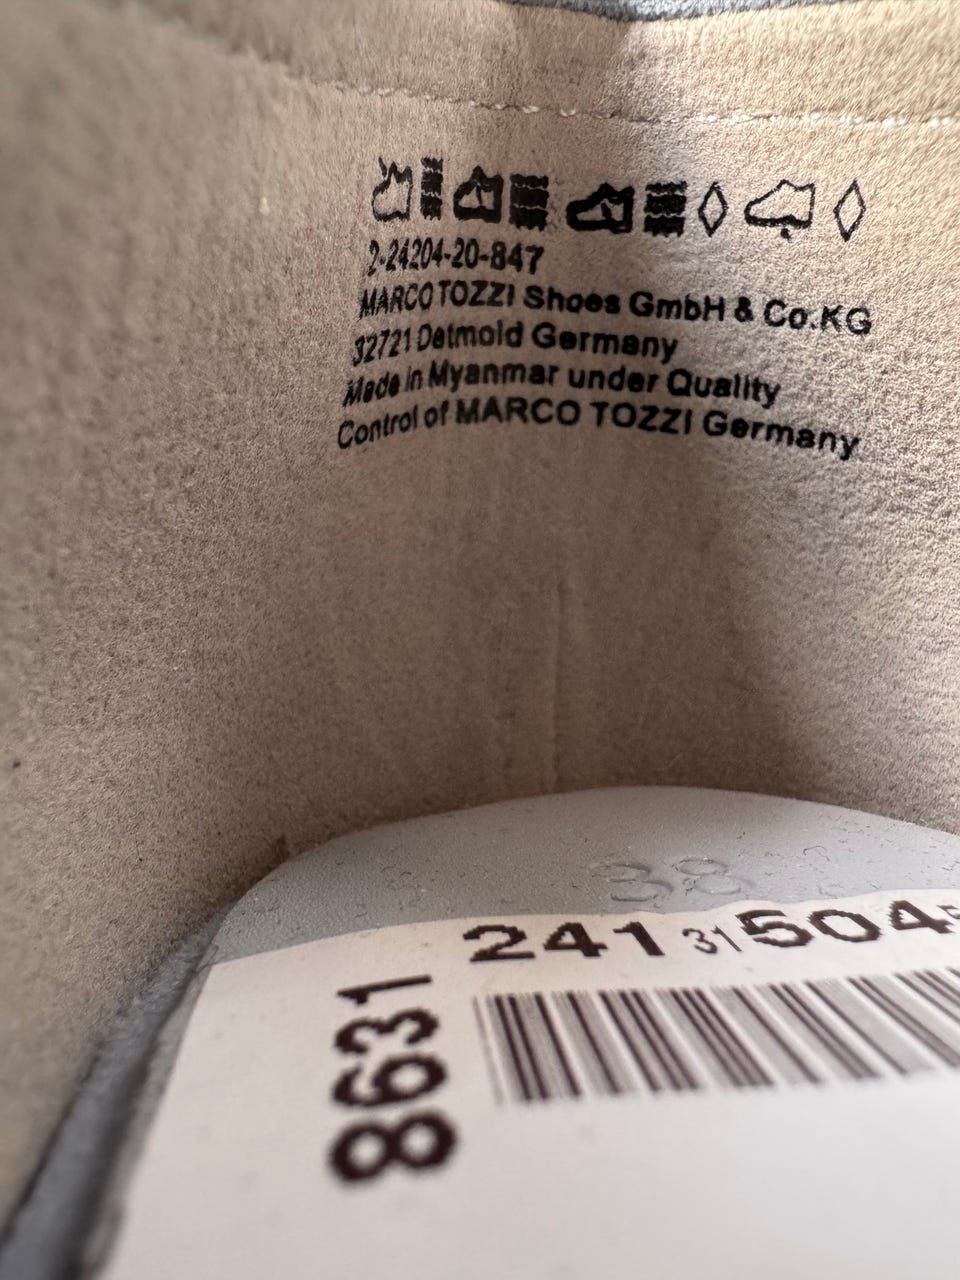 2-24204-20-847
MARCO TOZZI Shoes GmbH & Co.KG
32721 Detmold Germany
Made in Myanmar under Quality
Control of MARCO TOZZI Germany
38
241 31 504
8631